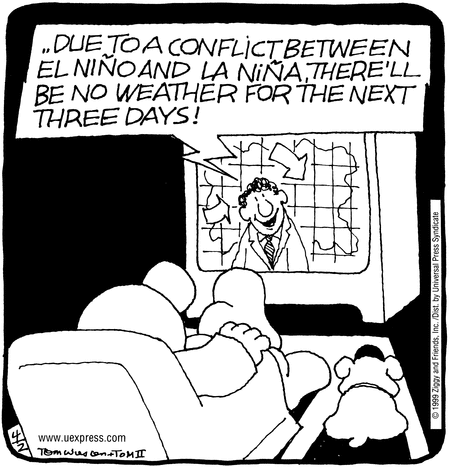 ,,DUE TO A CONFLICT BETWEEN
EL NIÑO AND LA NIÑA, THERE'LL
BE NO WEATHER FOR THE NEXT
THREE DAYS!
© 1999 Ziggy and Friends, Inc. /Dist. by Universal Press Syndicate
4/2
www.uexpress.com
TOM WILSON & TOM II